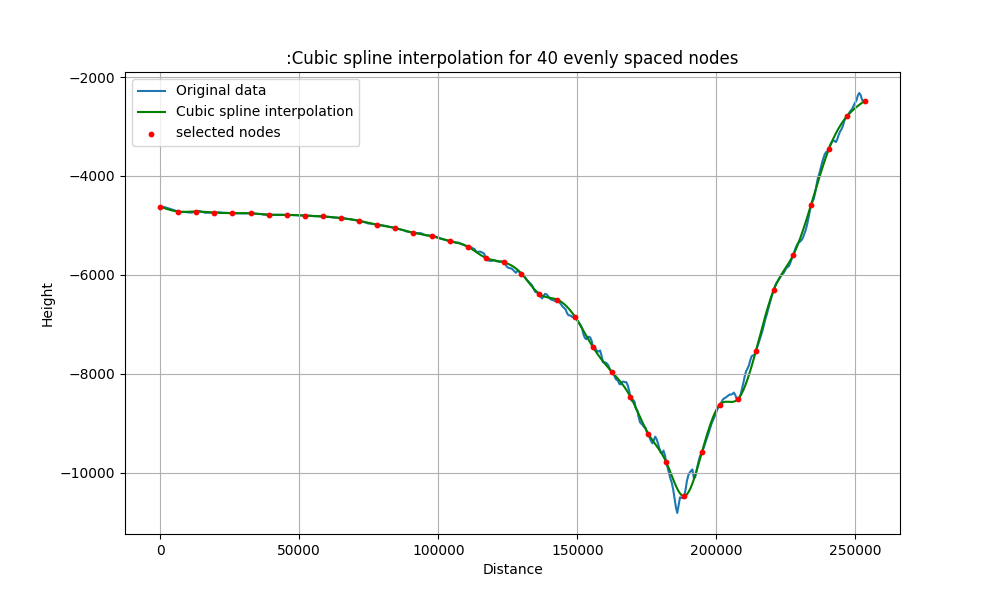 :Cubic spline interpolation for 40 evenly spaced nodes
Original data
Cubic spline interpolation
selected nodes
−2000
−4000
−6000
−8000
−10000
Height
0
50000
100000
150000
200000
250000
Distance